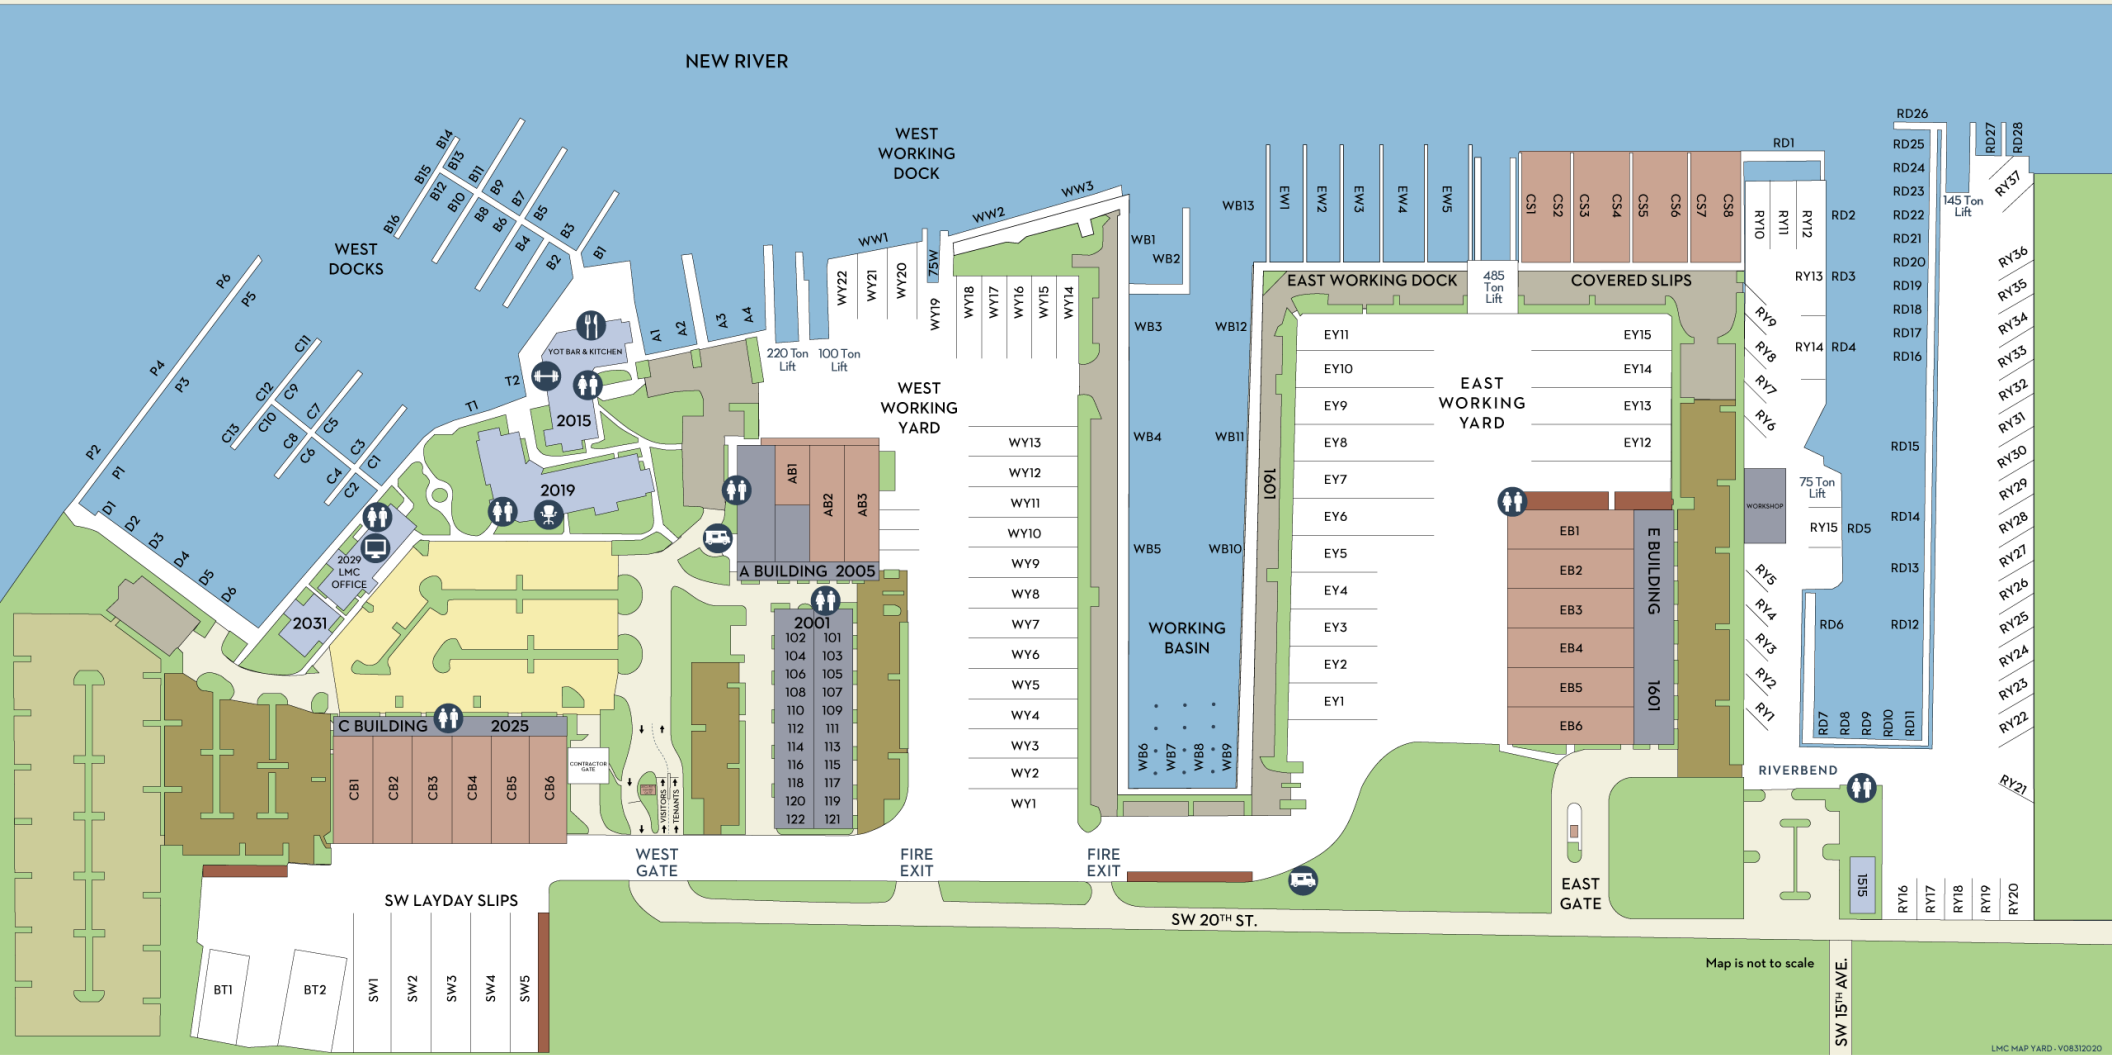 NEW RIVER
WEST
WORKING
DOCK
WEST
DOCKS
B14
B15
B13
B11
B12
B9
B16
B10
B7
B8
B5
B6
B3
B4
B1
B2
P6
P5
P4
P3
P2
P1
C11
C12
C9
C7
C13
C10
C5
C8
C3
C6
C1
C4
C2
D1
D2
D3
D4
D5
D6
T2
T1
A1
A2
A3
A4
YOT BAR & KITCHEN
2015
2019
2029
LMC
OFFICE
2031
220 Ton
Lift
100 Ton
Lift
WW1
WW2
WW3
75W
WY22
WY21
WY20
WY19
WY18
WY17
WY16
WY15
WY14
WEST
WORKING
YARD
WY13
WY12
WY11
WY10
WY9
WY8
WY7
WY6
WY5
WY4
WY3
WY2
WY1
AB1
AB2
AB3
A BUILDING 2005
2001
102 101
104 103
106 105
108 107
110 109
112 111
114 113
116 115
118 117
120 119
122 121
C BUILDING 2025
CB1
CB2
CB3
CB4
CB5
CB6
CONTRACTOR
GATE
VISITORS
TENANTS
WEST
GATE
FIRE
EXIT
FIRE
EXIT
SW LAYDAY SLIPS
BT1
BT2
SW1
SW2
SW3
SW4
SW5
SW 20TH ST.
WB13
WB1
WB2
WB3
WB12
WB4
WB11
WB5
WB10
WORKING
BASIN
WB6
WB7
WB8
WB9
1601
EW1
EW2
EW3
EW4
EW5
EAST WORKING DOCK
485
Ton
Lift
COVERED SLIPS
CS1
CS2
CS3
CS4
CS5
CS6
CS7
CS8
EY11
EY10
EY9
EY8
EY7
EY6
EY5
EY4
EY3
EY2
EY1
EAST
WORKING
YARD
EY15
EY14
EY13
EY12
EB1
EB2
EB3
EB4
EB5
EB6
E BUILDING 1601
EAST
GATE
RD1
RY10
RY11
RY12
RD2
RY13
RD3
RY14
RD4
RY9
RY8
RY7
RY6
WORKSHOP
75 Ton
Lift
RY15
RD5
RY5
RY4
RY3
RY2
RY1
RD6
RD7
RD8
RD9
RD10
RD11
RIVERBEND
RD26
RD25
RD24
RD23
RD22
RD21
RD20
RD19
RD18
RD17
RD16
RD15
RD14
RD13
RD12
RD27
RD28
145 Ton
Lift
RY37
RY36
RY35
RY34
RY33
RY32
RY31
RY30
RY29
RY28
RY27
RY26
RY25
RY24
RY23
RY22
RY21
1515
RY16
RY17
RY18
RY19
RY20
SW 15TH AVE.
Map is not to scale
LMC MAP YARD - V08312020